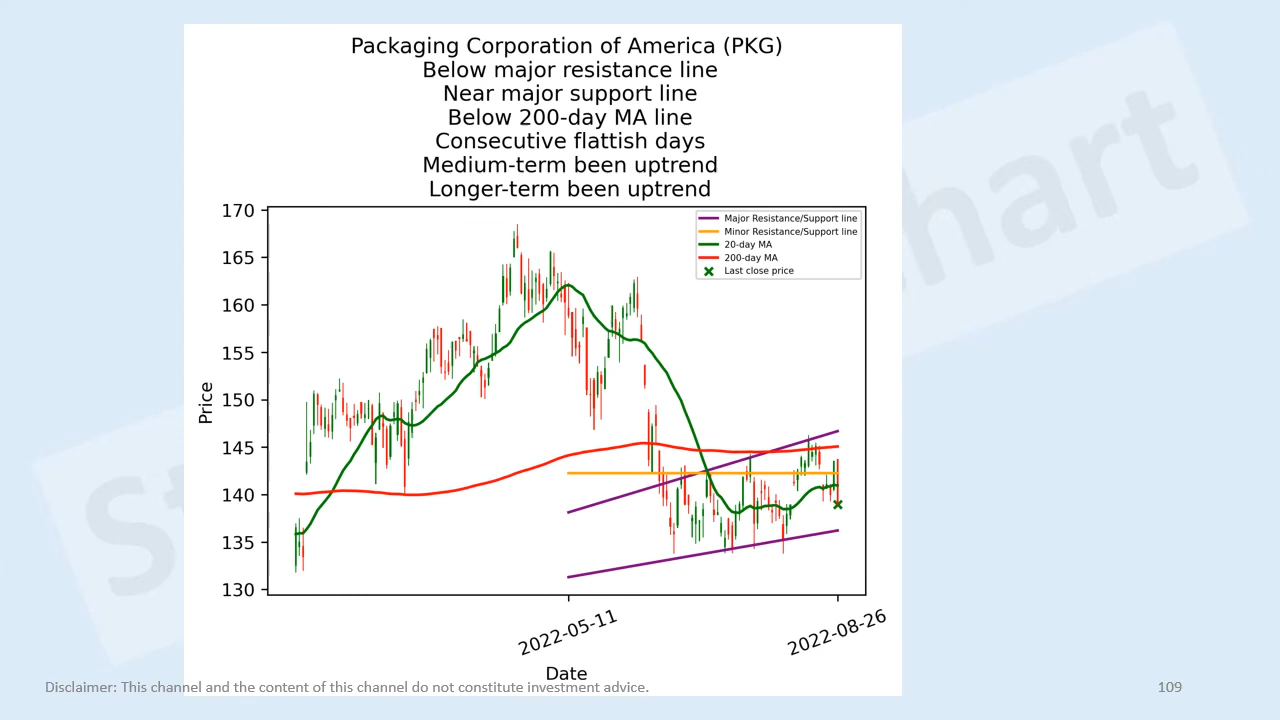 Packaging Corporation of America (PKG)
Below major resistance line
Near major support line
Below 200-day MA line
Consecutive flattish days
Medium-term been uptrend
Longer-term been uptrend
170
165
160
155
150
145
140
135
130
Price
Major Resistance/Support line
Minor Resistance/Support line
20-day MA
200-day MA
Last close price
2022-05-11
2022-08-26
Date
Disclaimer: This channel and the content of this channel do not constitute investment advice.
109